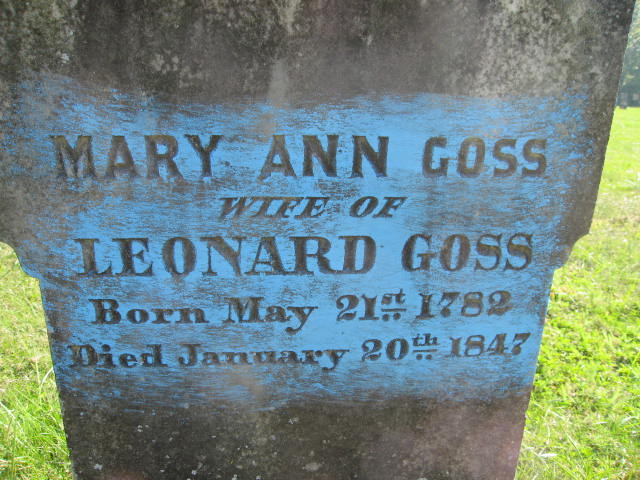 MARY ANN GOSS
WIFE OF
LEONARD GOSS
Born May 21st 1782
Died January 20th 1847